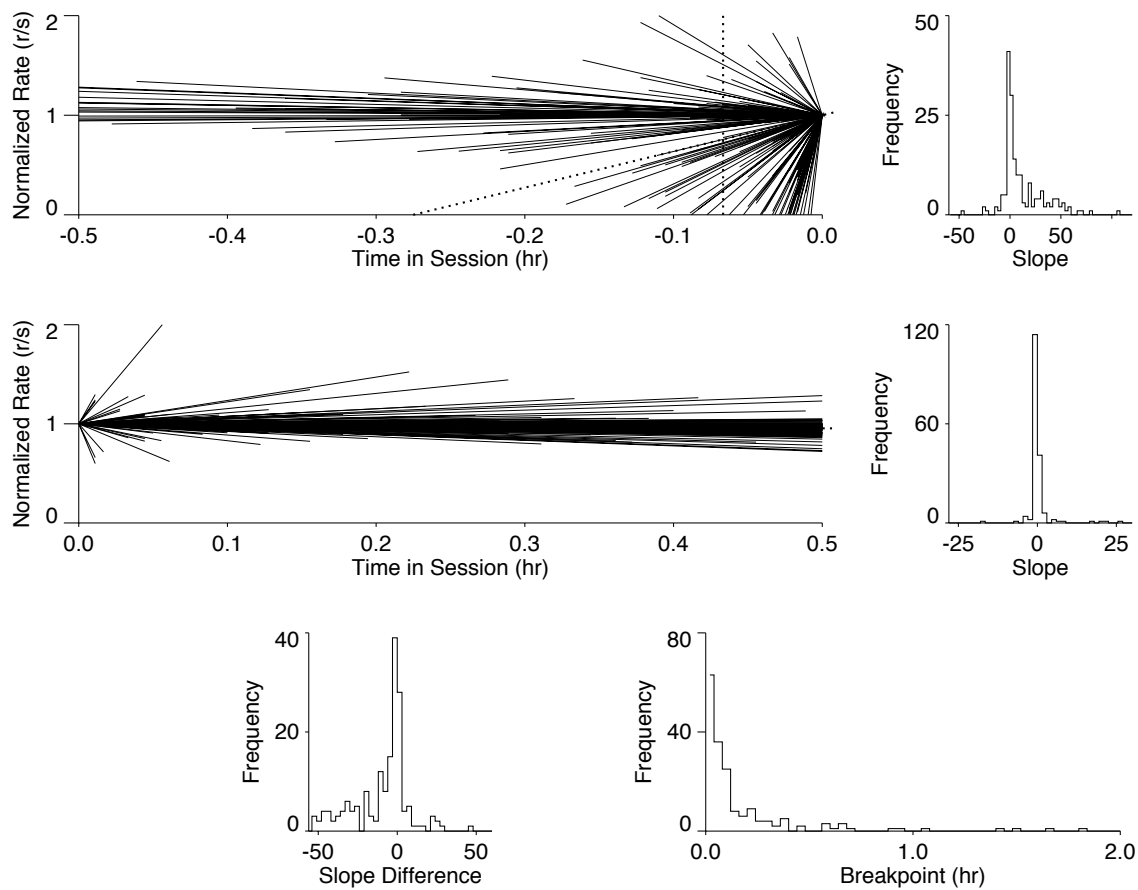 Normalized Rate (r/s)
2
1
0
-0.5 -0.4 -0.3 -0.2 -0.1 0.0
Time in Session (hr)
Frequency
50
25
0
-50 0 50
Slope
Normalized Rate (r/s)
2
1
0
0.0 0.1 0.2 0.3 0.4 0.5
Time in Session (hr)
Frequency
120
60
0
-25 0 25
Slope
Frequency
40
20
0
-50 0 50
Slope Difference
Frequency
80
40
0
0.0 1.0 2.0
Breakpoint (hr)